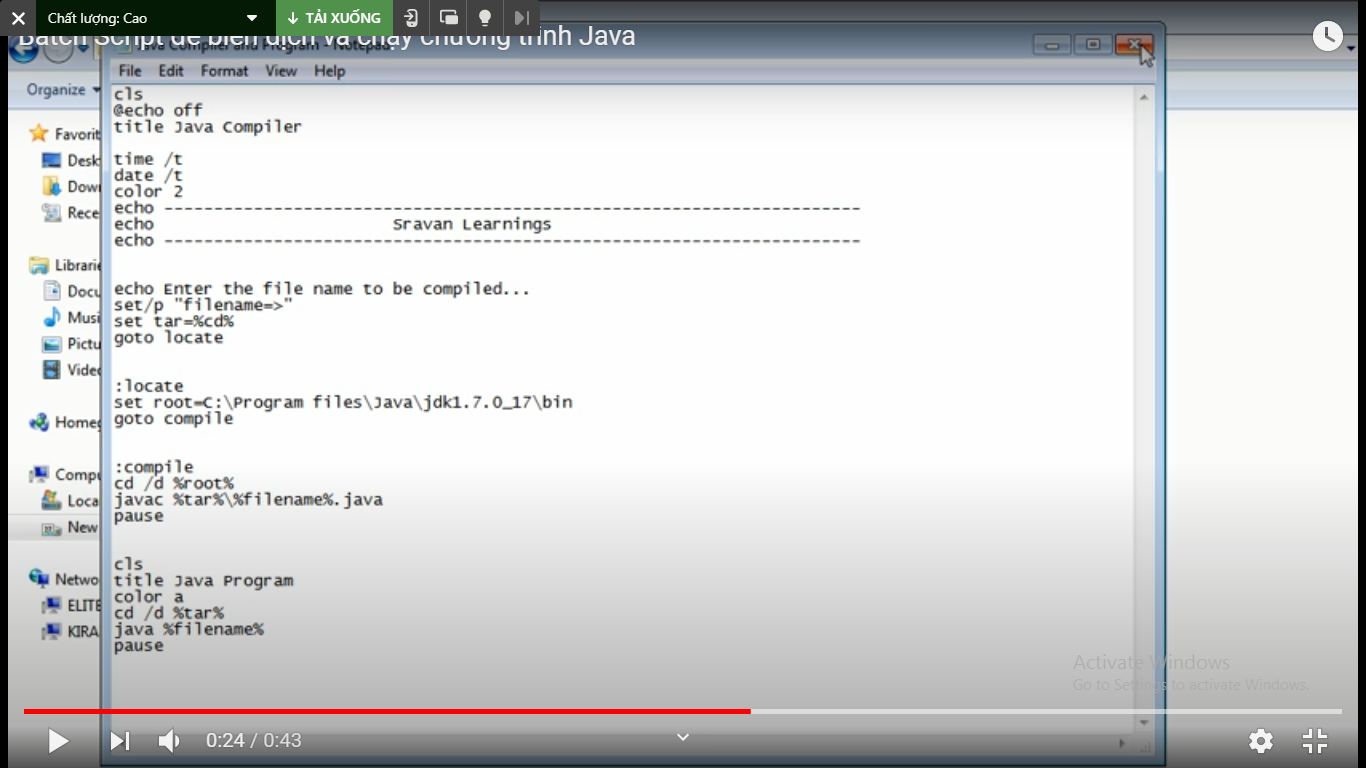 Chất lượng: Cao
TẢI XUỐNG
Batch Script để biên dịch và chạy chương trình Java
Java Compiler and Program - Notepad
File Edit Format View Help
Organize
Favorit
Desk
Down
Rece
Librarie
Docu
Musi
Pictu
Video
Homeg
Compu
Loca
New
Netwo
ELITE
KIRA
cls
@echo off
title Java Compiler
time /t
date /t
color 2
echo ----------------------------------------------------------------------
echo Sravan Learnings
echo ----------------------------------------------------------------------
echo Enter the file name to be compiled...
set/p "filename=>"
set tar=%cd%
goto locate
:locate
set root=C:\Program files\Java\jdk1.7.0_17\bin
goto compile
:compile
cd /d %root%
javac %tar%\%filename%.java
pause
cls
title Java Program
color a
cd /d %tar%
java %filename%
pause
Activate Windows
Go to Settings to activate Windows.
0:24 / 0:43